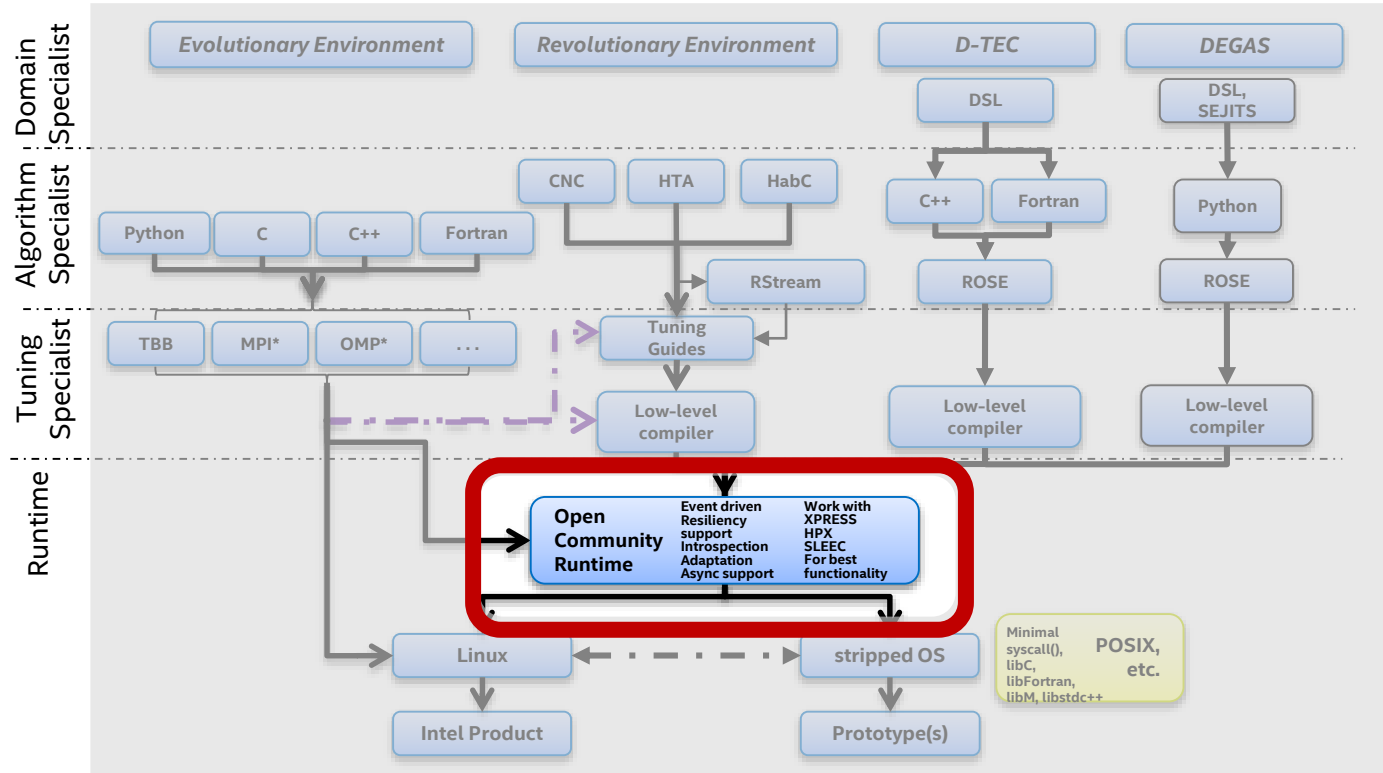 Domain
Specialist
Evolutionary Environment
Revolutionary Environment
D-TEC
DEGAS
DSL
DSL,
SEJITS
Algorithm
Specialist
CNC
HTA
HabC
C++
Fortran
Python
Python
C
C++
Fortran
RStream
ROSE
ROSE
Tuning
Specialist
TBB
MPI*
OMP*
. . .
Tuning
Guides
Low-level
compiler
Low-level
compiler
Low-level
compiler
Runtime
Open
Community
Runtime
Event driven
Resiliency
support
Introspection
Adaptation
Async support
Work with
XPRESS
HPX
SLEEC
For best
functionality
Linux
stripped OS
Minimal
syscall(),
libC,
libFortran,
libM, libstdc++
POSIX,
etc.
Intel Product
Prototype(s)